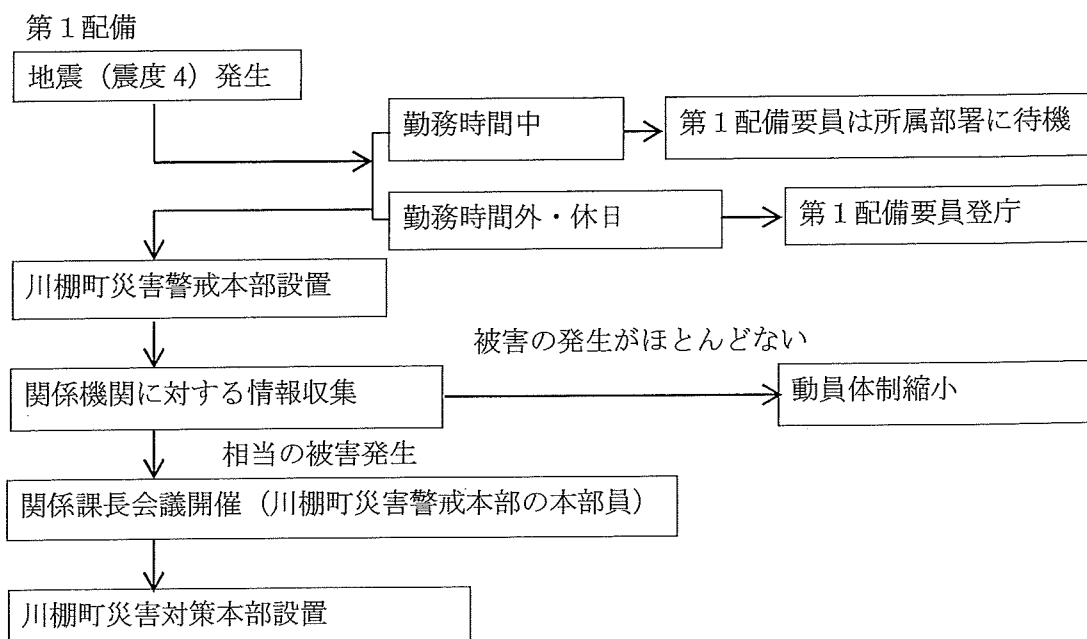 第１配備
地震（震度4）発生
勤務時間中
第１配備要員は所属部署に待機
勤務時間外・休日
第１配備要員登庁
川棚町災害警戒本部設置
被害の発生がほとんどない
関係機関に対する情報収集
動員体制縮小
相当の被害発生
関係課長会議開催（川棚町災害警戒本部の本部員）
川棚町災害対策本部設置